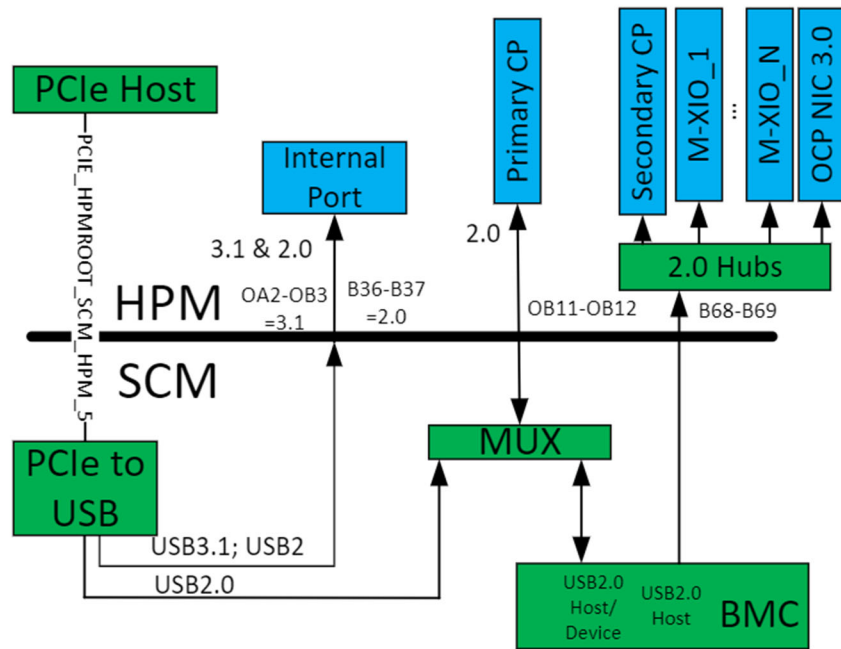 PCIe Host
PCIE_HPMROOT_SCM_HPM_5
Internal
Port
Primary CP
Secondary CP
M-XIO_1
...
M-XIO_N
OCP NIC 3.0
3.1 & 2.0
2.0
2.0 Hubs
HPM
OA2-OB3
=3.1
B36-B37
=2.0
OB11-OB12
B68-B69
SCM
MUX
PCIe to
USB
USB3.1; USB2
USB2.0
USB2.0
Host/
Device
USB2.0
Host
BMC